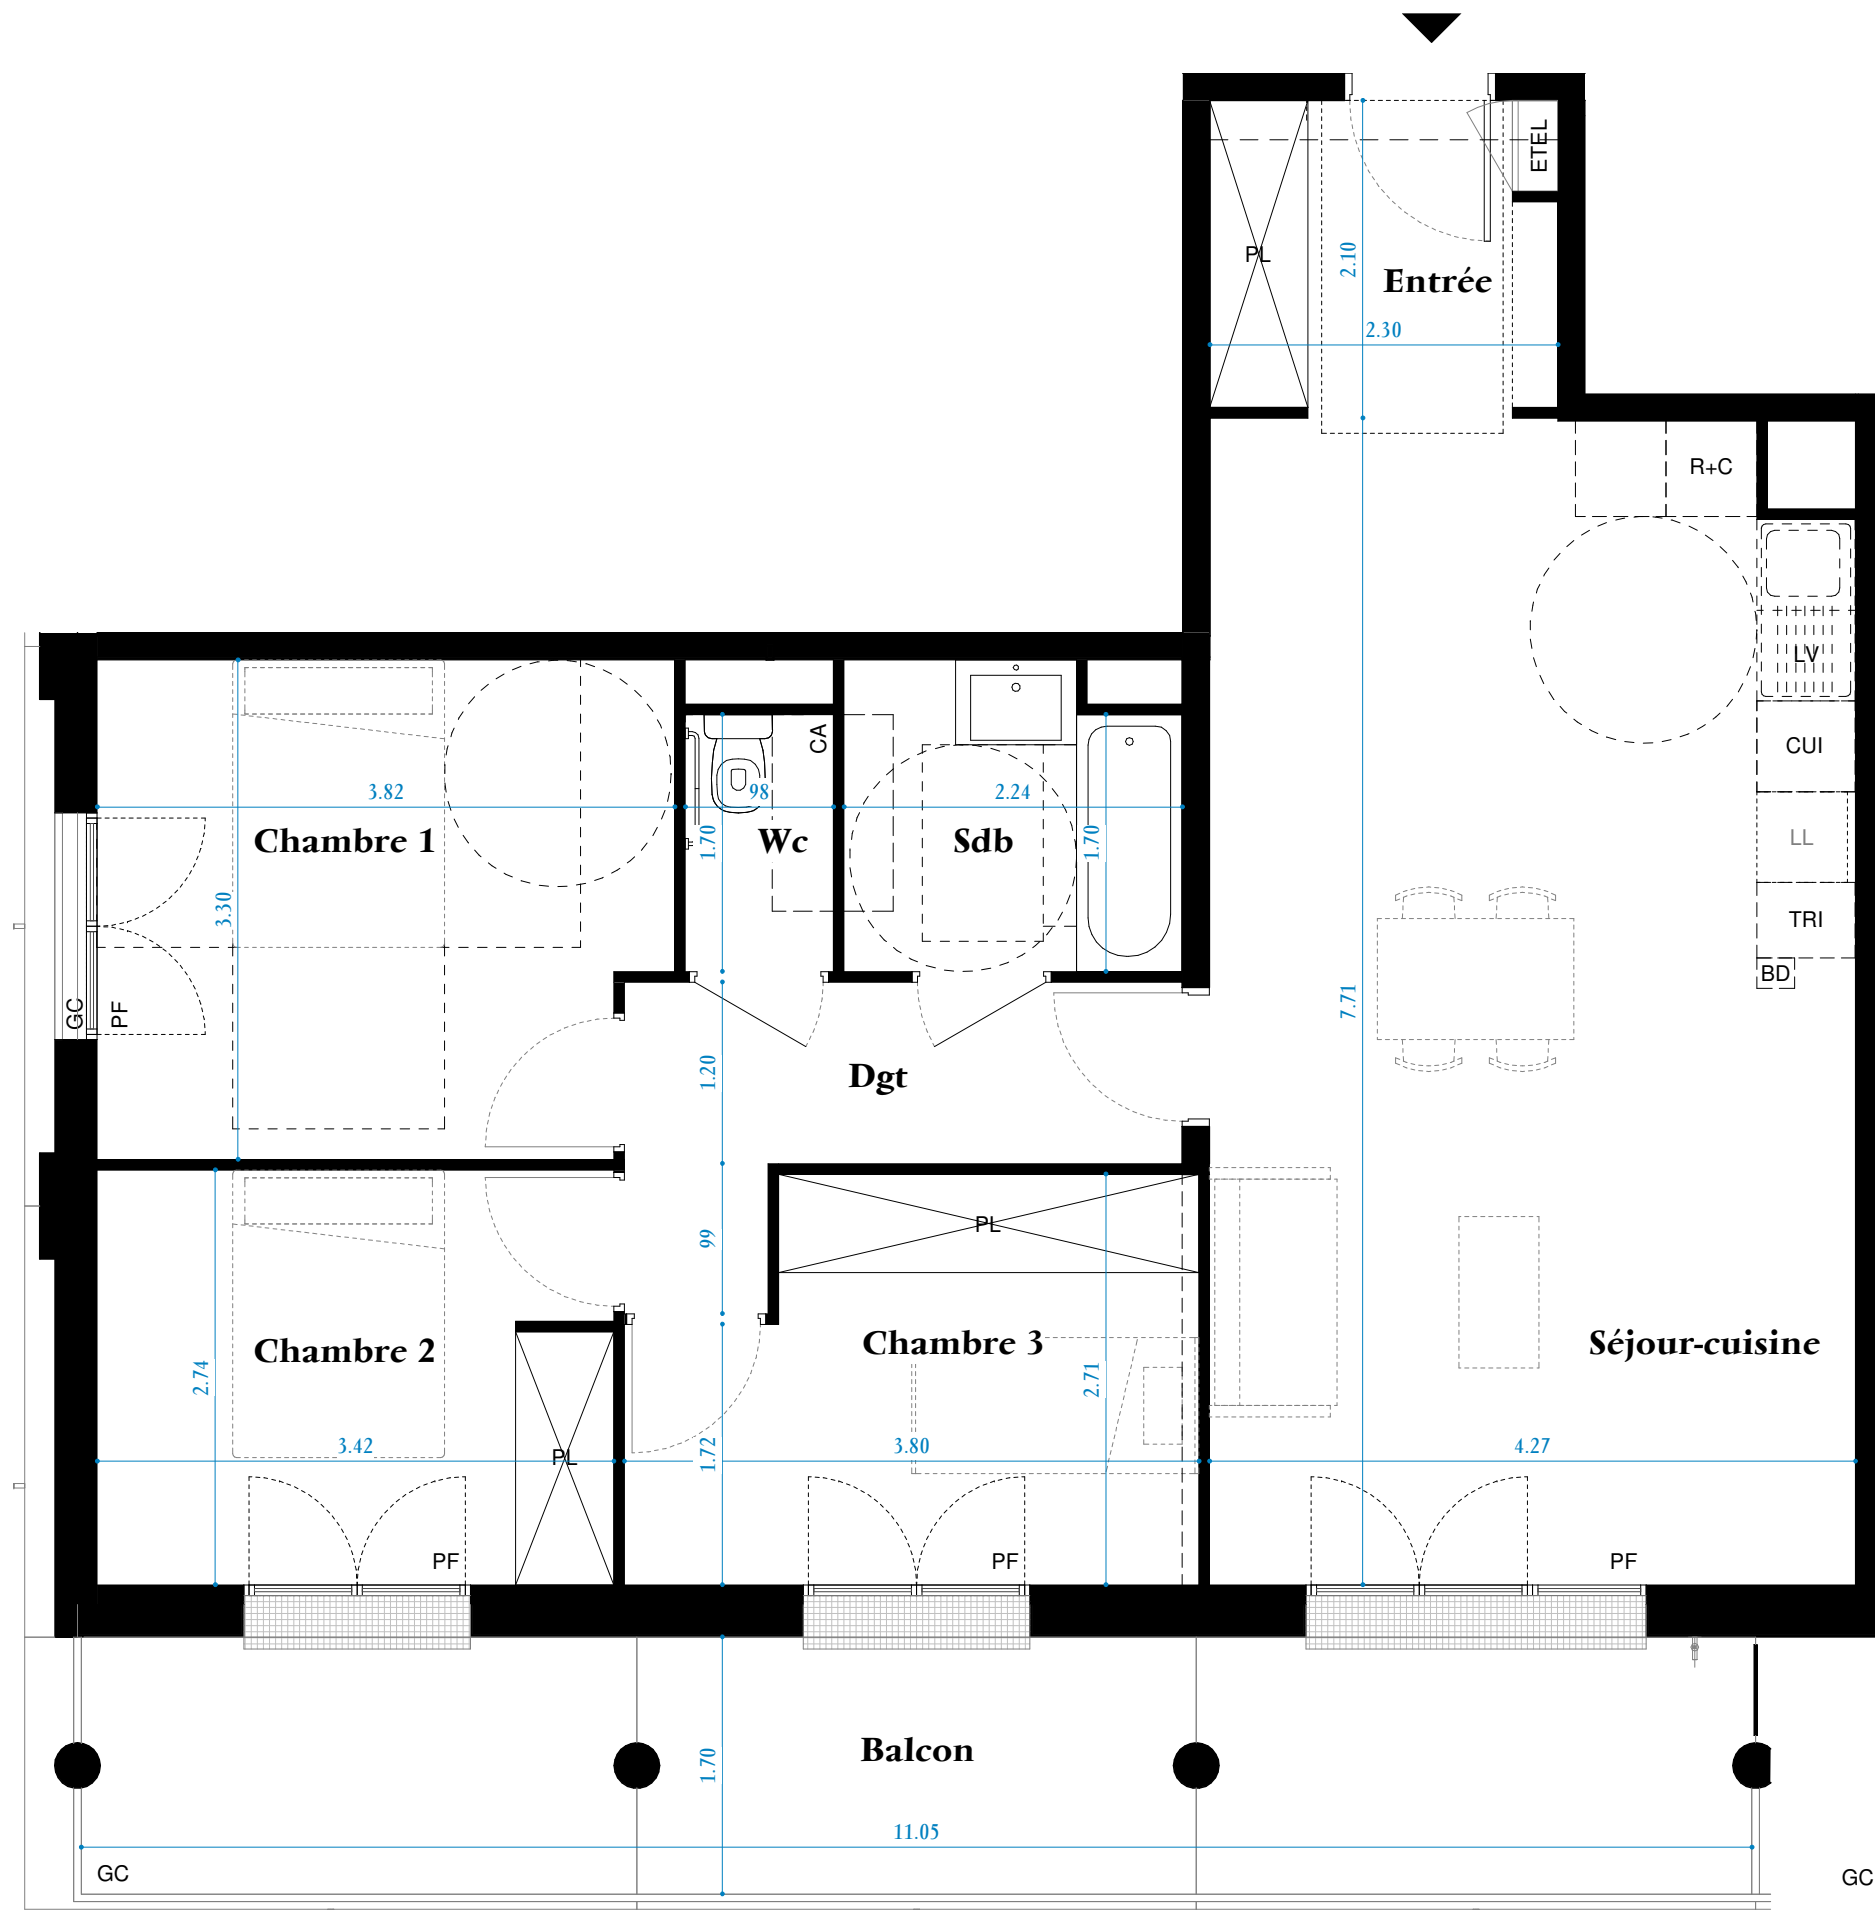 ETEL
PL
2.10
Entrée
2.30
R+C
LV
CA
CUI
3.82
98
2.24
Chambre 1
1.70
Wc
Sdb
1.70
LL
3.30
TRI
BD
GC
PF
7.71
1.20
Dgt
PL
99
Chambre 2
Chambre 3
Séjour-cuisine
2.74
2.71
3.42
PL
1.72
3.80
4.27
PF
PF
PF
Balcon
1.70
11.05
GC
GC